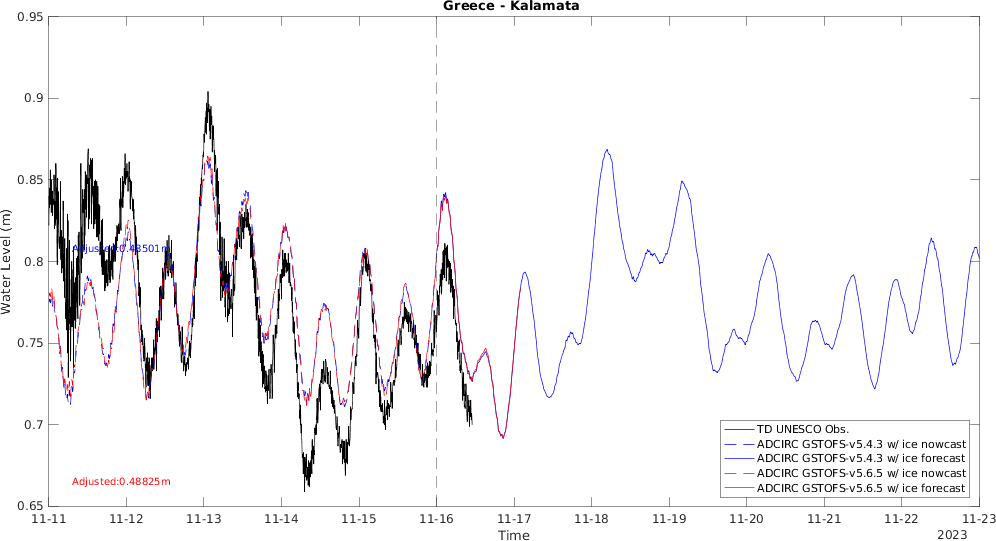 Greece - Kalamata
0.95
0.9
0.85
0.8
0.75
0.7
0.65
Water Level (m)
Adjusted:0.48501m
Adjusted:0.48825m
TD UNESCO Obs.
ADCIRC GSTOFS-v5.4.3 w/ ice nowcast
ADCIRC GSTOFS-v5.4.3 w/ ice forecast
ADCIRC GSTOFS-v5.6.5 w/ ice nowcast
ADCIRC GSTOFS-v5.6.5 w/ ice forecast
11-11 11-12 11-13 11-14 11-15 11-16 11-17 11-18 11-19 11-20 11-21 11-22 11-23
Time
2023